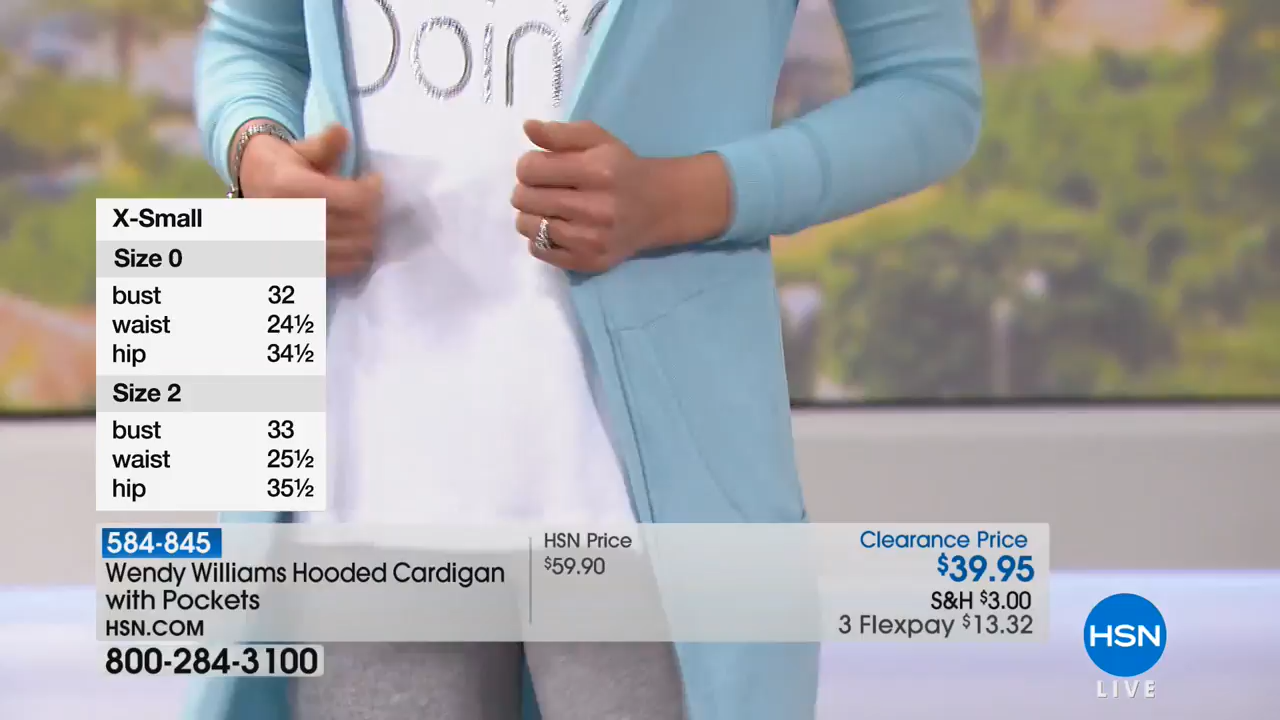 Doin'
X-Small
Size 0
bust 32
waist 24½
hip 34½
Size 2
bust 33
waist 25½
hip 35½
584-845
Wendy Williams Hooded Cardigan
with Pockets
HSN.COM
800-284-3100
HSN Price
$59.90
Clearance Price
$39.95
S&H $3.00
3 Flexpay $13.32
HSN
LIVE